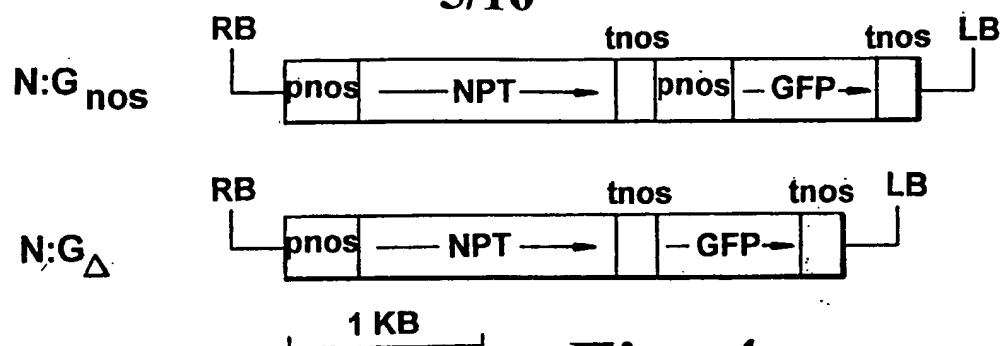 RB tnos tnos LB
N:G nos pnos NPT pnos GFP
RB tnos tnos LB
N:G△ pnos NPT GFP
1 KB